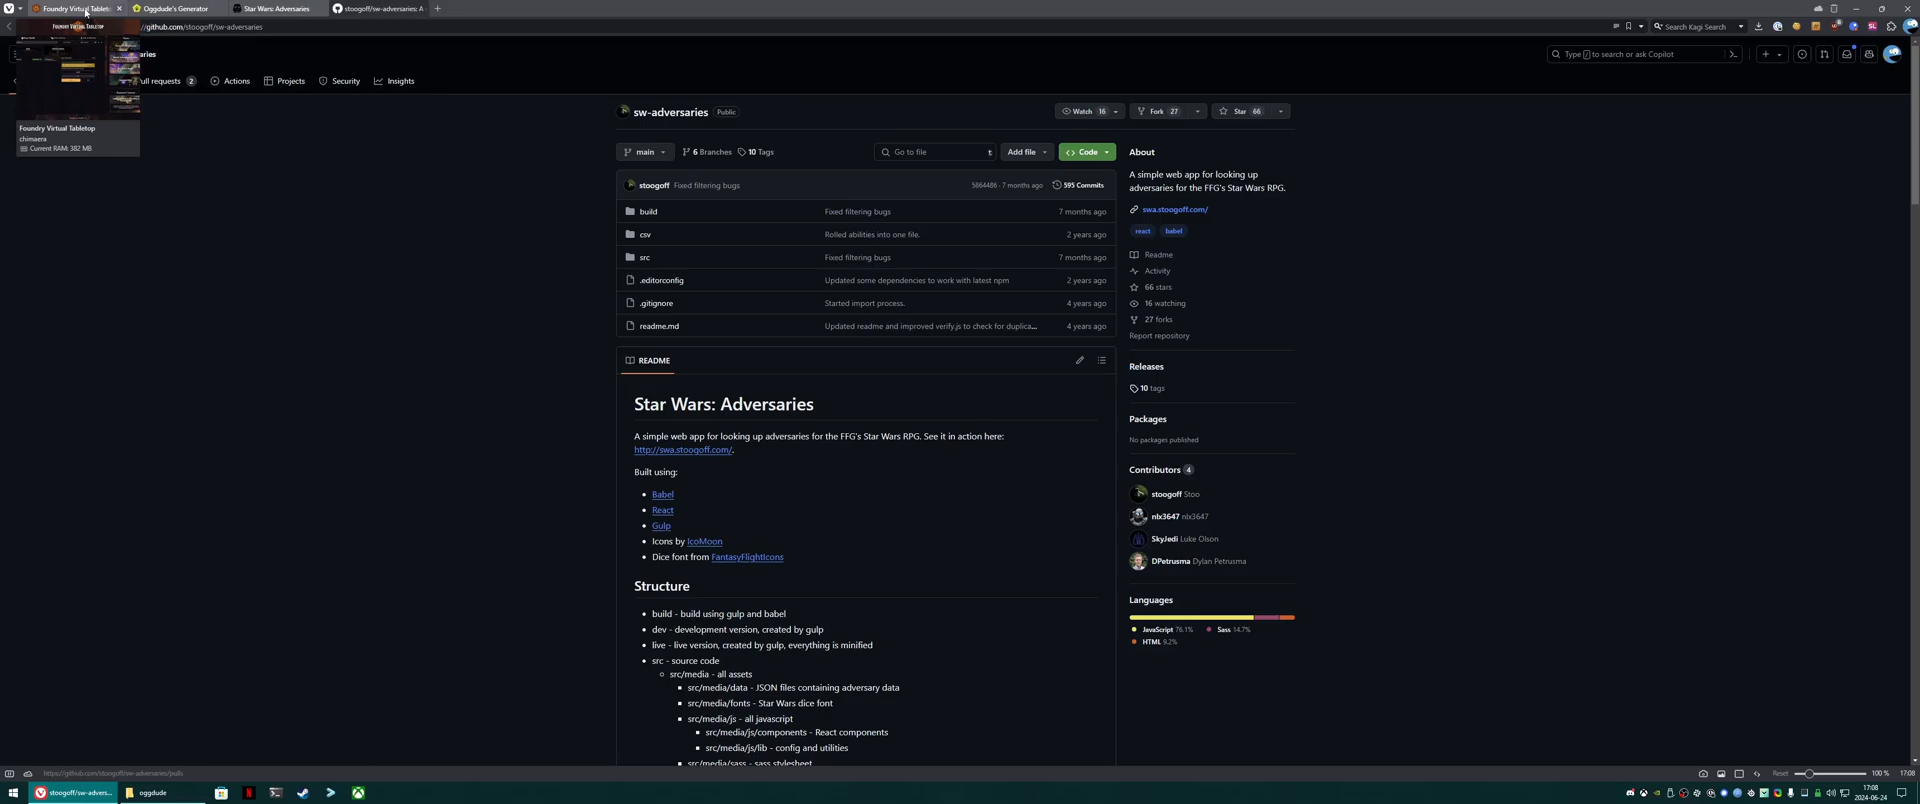 Foundry Virtual Tablet
Oggdude's Generator
Star Wars: Adversaries
stoogoff/sw-adversaries: A
github.com/stoogoff/sw-adversaries
Search Kagi Search
Type / to search or ask Copilot
Pull requests 2
Actions
Projects
Security
Insights
FOUNDRY VIRTUAL TABLETOP
Foundry Virtual Tabletop
chimaera
Current RAM: 382 MB
sw-adversaries Public
Watch 16
Fork 27
Star 66
main
6 Branches
10 Tags
Go to file t
Add file
Code
stoogoff Fixed filtering bugs 5864486 · 7 months ago 595 Commits
build Fixed filtering bugs 7 months ago
csv Rolled abilities into one file. 2 years ago
src Fixed filtering bugs 7 months ago
.editorconfig Updated some dependencies to work with latest npm 2 years ago
.gitignore Started import process. 4 years ago
readme.md Updated readme and improved verify.js to check for duplica... 4 years ago
README
Star Wars: Adversaries
A simple web app for looking up adversaries for the FFG's Star Wars RPG. See it in action here:
http://swa.stoogoff.com/.
Built using:
Babel
React
Gulp
Icons by IcoMoon
Dice font from FantasyFlightIcons
Structure
build - build using gulp and babel
dev - development version, created by gulp
live - live version, created by gulp, everything is minified
src - source code
src/media - all assets
src/media/data - JSON files containing adversary data
src/media/fonts - Star Wars dice font
src/media/js - all javascript
src/media/js/components - React components
src/media/js/lib - config and utilities
src/media/sass - sass stylesheet
About
A simple web app for looking up
adversaries for the FFG's Star Wars RPG.
swa.stoogoff.com/
react babel
Readme
Activity
66 stars
16 watching
27 forks
Report repository
Releases
10 tags
Packages
No packages published
Contributors 4
stoogoff Stoo
nlx3647 nlx3647
SkyJedi Luke Olson
DPetrusma Dylan Petrusma
Languages
JavaScript 76.1% Sass 14.7%
HTML 9.2%
https://github.com/stoogoff/sw-adversaries/pulls
Reset 100 % 17:08
stoogoff/sw-advers...
oggdude
17:08
2024-06-24